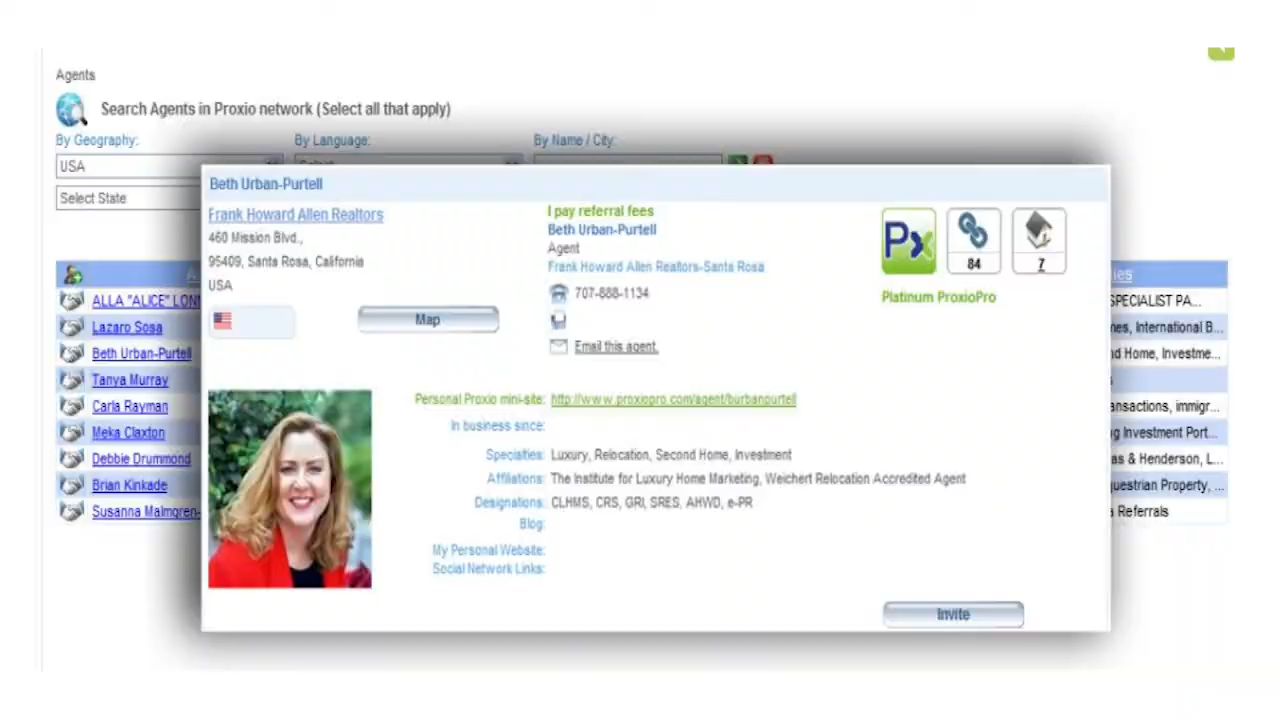 Agents
Search Agents in Proxio network (Select all that apply)
By Geography:
By Language:
By Name / City:
USA
Select State
Beth Urban-Purtell
Frank Howard Allen Realtors
460 Mission Blvd.,
95409, Santa Rosa, California
USA
Map
I pay referral fees
Beth Urban-Purtell
Agent
Frank Howard Allen Realtors-Santa Rosa
707-888-1134
Email this agent.
Px
84
7
Platinum ProxioPro
Personal Proxio mini-site: http://www.proxiopro.com/agent/burbanpurtell
In business since:
Specialties: Luxury, Relocation, Second Home, Investment
Affiliations: The Institute for Luxury Home Marketing, Weichert Relocation Accredited Agent
Designations: CLHMS, CRS, GRI, SRES, AHWD, e-PR
Blog:
My Personal Website:
Social Network Links:
Invite
ALLA "ALICE"
Lazaro Sosa
Beth Urban-Purtell
Tanya Murray
Carla Rayman
Meka Claxton
Debbie Drummond
Brian Kinkade
Susanna Malmgren-
SPECIALIST PA...
International B...
Home, Investme...
immigr...
Investment Port...
& Henderson, L...
Property, ...
Referrals